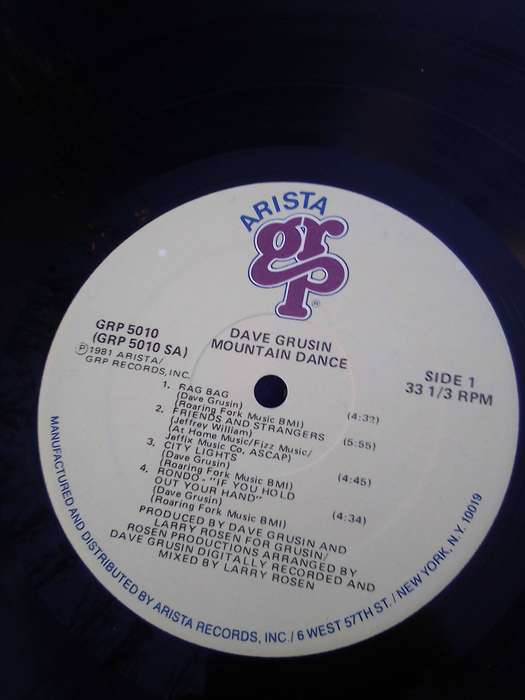 ARISTA
grp®
DAVE GRUSIN
MOUNTAIN DANCE
GRP 5010
(GRP 5010 SA)
Ⓟ1981 ARISTA/
GRP RECORDS, INC.
SIDE 1
33 1/3 RPM
1. RAG BAG
(Dave Grusin)
(Roaring Fork Music BMI) (4:32)
2. FRIENDS AND STRANGERS
(Jeffrey William) (5:55)
(At Home Music/Fizz Music/
Jeffix Music Co, ASCAP)
3. CITY LIGHTS
(Dave Grusin)
(Roaring Fork Music BMI) (4:45)
4. RONDO-"IF YOU HOLD
OUT YOUR HAND"
(Dave Grusin)
(Roaring Fork Music BMI) (4:34)
PRODUCED BY DAVE GRUSIN AND
LARRY ROSEN FOR GRUSIN/
ROSEN PRODUCTIONS ARRANGED BY
DAVE GRUSIN DIGITALLY RECORDED AND
MIXED BY LARRY ROSEN
MANUFACTURED AND DISTRIBUTED BY ARISTA RECORDS, INC./6 WEST 57TH ST./NEW YORK, N.Y. 10019